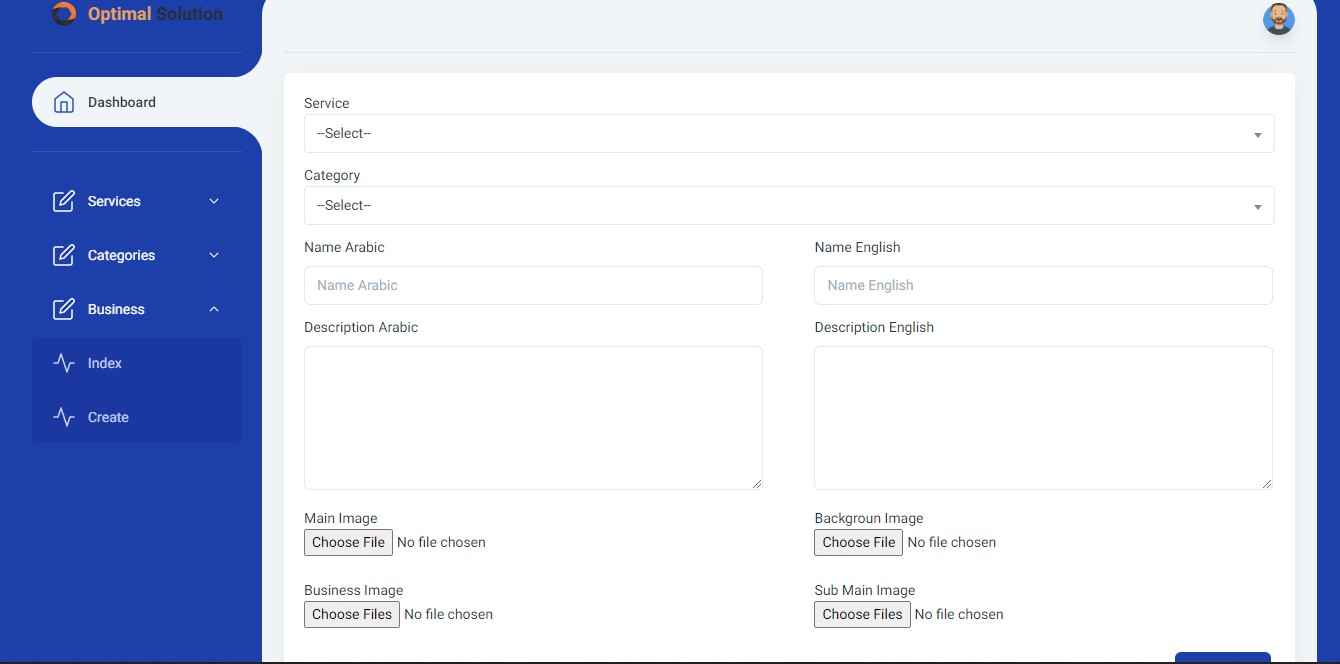 Optimal Solution
Dashboard
Services
Categories
Business
Index
Create
Service
--Select--
Category
--Select--
Name Arabic
Name English
Name Arabic
Name English
Description Arabic
Description English
Main Image
Backgroun Image
Choose File No file chosen
Choose File No file chosen
Business Image
Sub Main Image
Choose Files No file chosen
Choose Files No file chosen